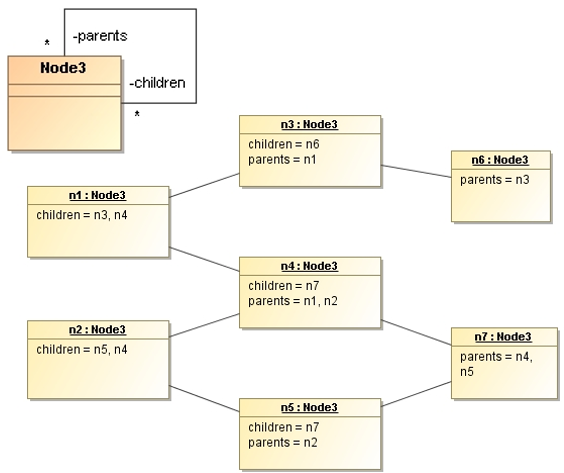 -parents
*
Node3
-children
*
n3 : Node3
children = n6
parents = n1
n6 : Node3
parents = n3
n1 : Node3
children = n3, n4
n4 : Node3
children = n7
parents = n1, n2
n2 : Node3
children = n5, n4
n7 : Node3
parents = n4,
n5
n5 : Node3
children = n7
parents = n2